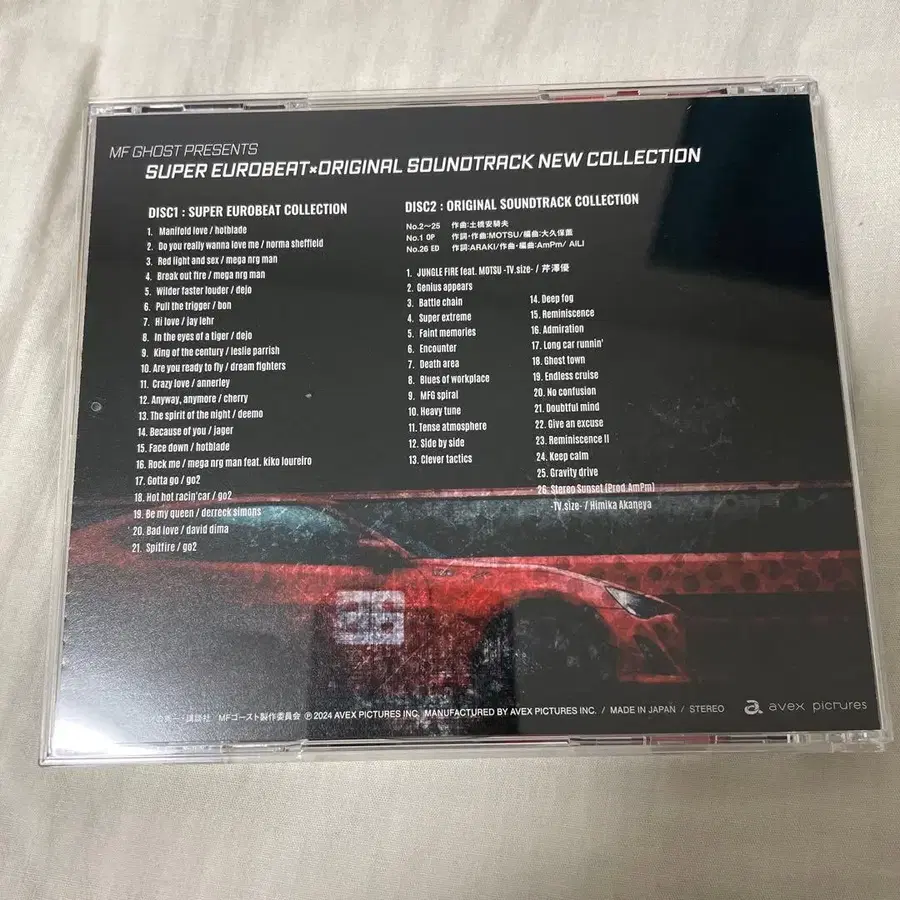 MF GHOST PRESENTS
SUPER EUROBEAT×ORIGINAL SOUNDTRACK NEW COLLECTION
DISC1 : SUPER EUROBEAT COLLECTION
1. Manifold love / hotblade
2. Do you really wanna love me / norma sheffield
3. Red light and sex / mega nrg man
4. Break out fire / mega nrg man
5. Wilder faster louder / dejo
6. Pull the trigger / bon
7. Hi love / jay lehr
8. In the eyes of a tiger / dejo
9. King of the century / leslie parrish
10. Are you ready to fly / dream fighters
11. Crazy love / annerley
12. Anyway, anymore / cherry
13. The spirit of the night / deemo
14. Because of you / jager
15. Face down / hotblade
16. Rock me / mega nrg man feat. kiko loureiro
17. Gotta go / go2
18. Hot hot racin'car / go2
19. Be my queen / derreck simons
20. Bad love / david dima
21. Spitfire / go2
DISC2 : ORIGINAL SOUNDTRACK COLLECTION
No.2～25 作曲:土橋安騎夫
No.1 OP 作詞・作曲:MOTSU/編曲:大久保薫
No.26 ED 作詞:ARAKI/作曲・編曲:AmPm/ AILI
1. JUNGLE FIRE feat. MOTSU -TV.size- / 芹澤優
2. Genius appears
3. Battle chain
4. Super extreme
5. Faint memories
6. Encounter
7. Death area
8. Blues of workplace
9. MFG spiral
10. Heavy tune
11. Tense atmosphere
12. Side by side
13. Clever tactics
14. Deep fog
15. Reminiscence
16. Admiration
17. Long car runnin'
18. Ghost town
19. Endless cruise
20. No confusion
21. Doubtful mind
22. Give an excuse
23. Reminiscence II
24. Keep calm
25. Gravity drive
26. Stereo Sunset (Prod. AmPm)
-TV.size- / Himika Akaneya
の秀一・講談社 MFゴースト製作委員会 ℗ 2024 AVEX PICTURES INC. MANUFACTURED BY AVEX PICTURES INC. / MADE IN JAPAN / STEREO
avex pictures